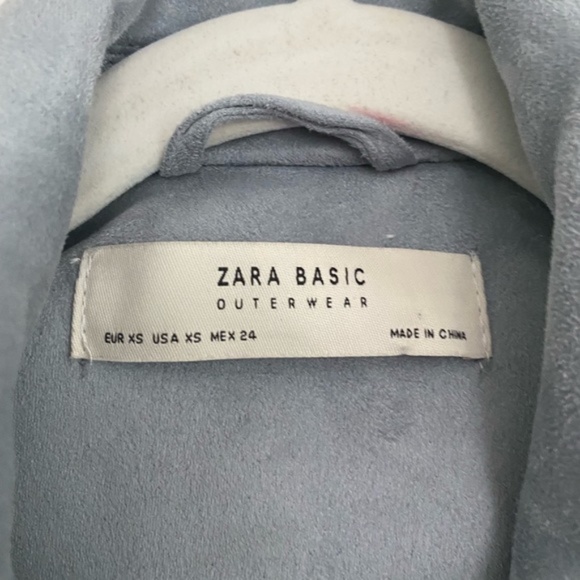 ZARA BASIC
OUTERWEAR
EUR XS USA XS MEX 24 MADE IN CHINA